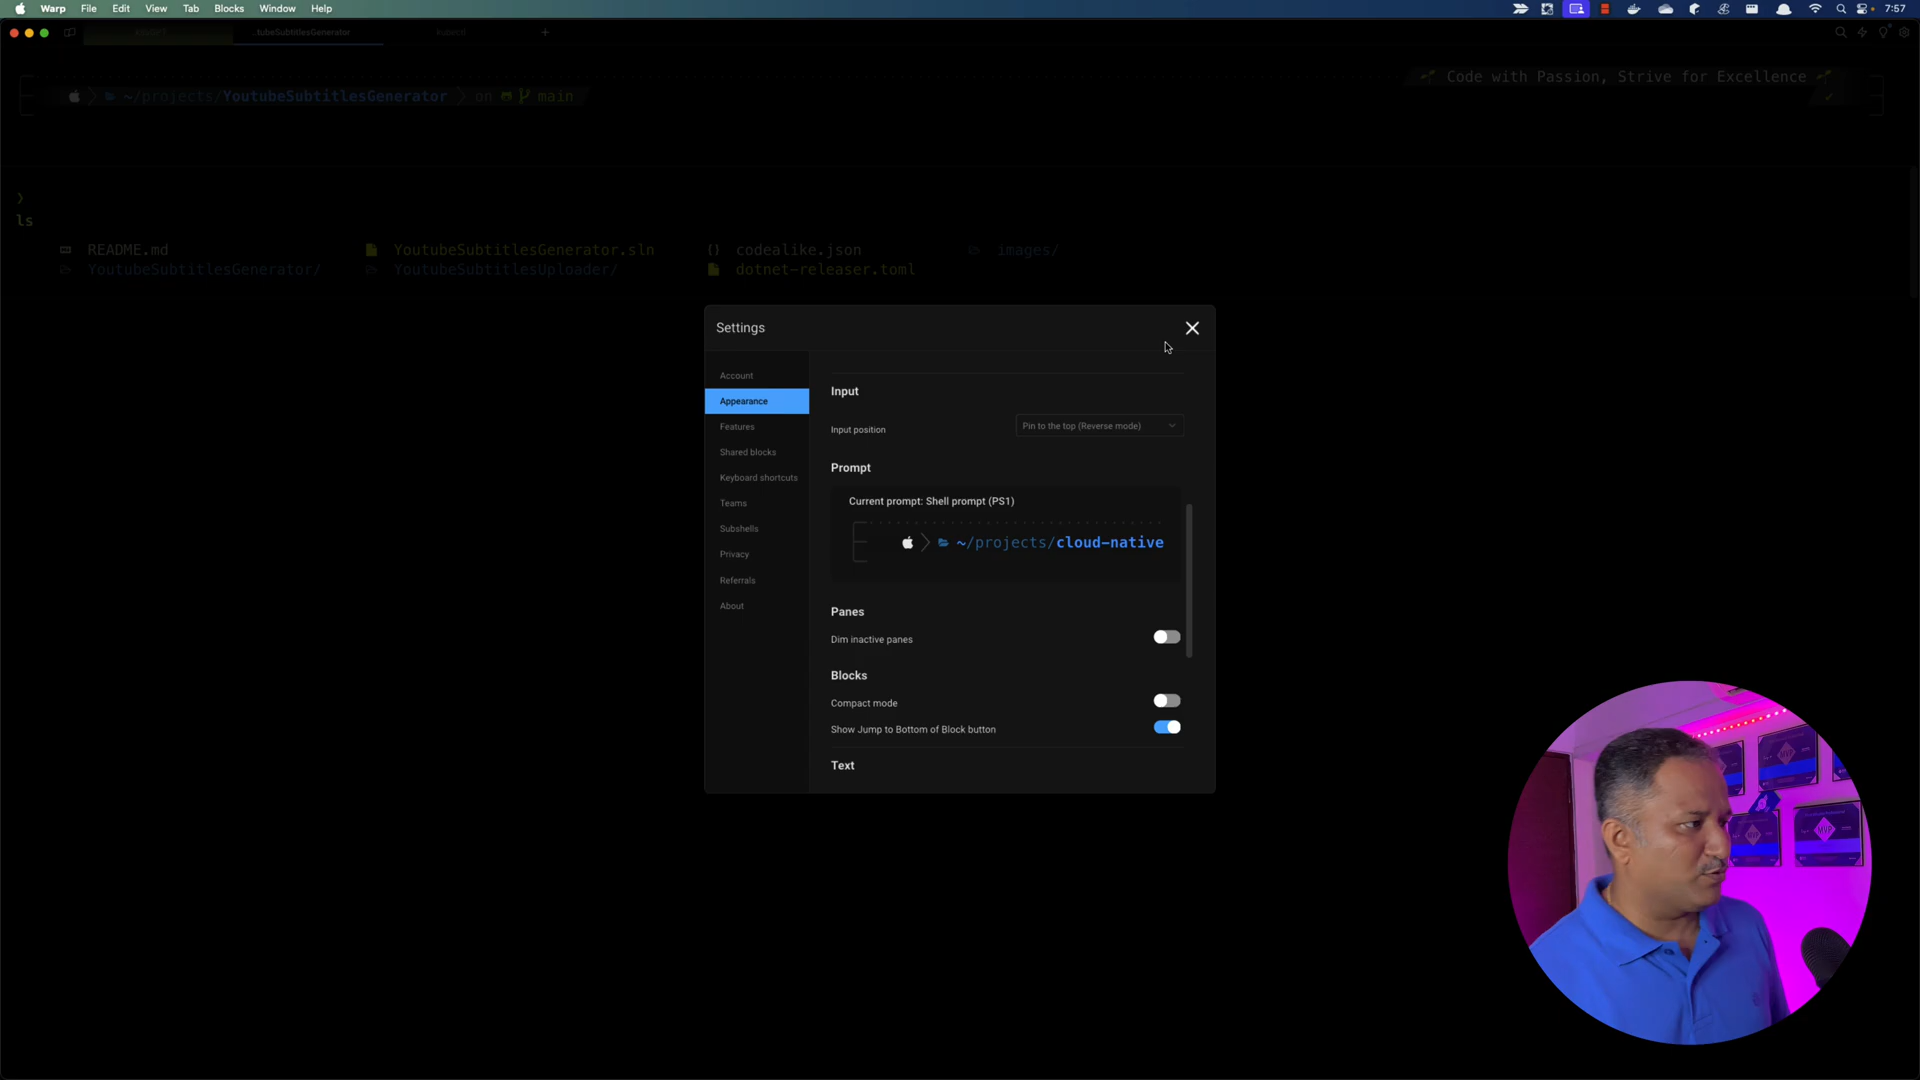 Warp File Edit View Tab Blocks Window Help
7:57
..tubeSubtitlesGenerator
kubectl
Code with Passion, Strive for Excellence
~/projects/YoutubeSubtitlesGenerator on main
ls
README.md YoutubeSubtitlesGenerator.sln codealike.json images/
YoutubeSubtitlesGenerator/ YoutubeSubtitlesUploader/ dotnet-releaser.toml
Settings
Account
Appearance
Features
Shared blocks
Keyboard shortcuts
Teams
Subshells
Privacy
Referrals
About
Input
Input position Pin to the top (Reverse mode)
Prompt
Current prompt: Shell prompt (PS1)
~/projects/cloud-native
Panes
Dim inactive panes
Blocks
Compact mode
Show Jump to Bottom of Block button
Text
MVP
MVP